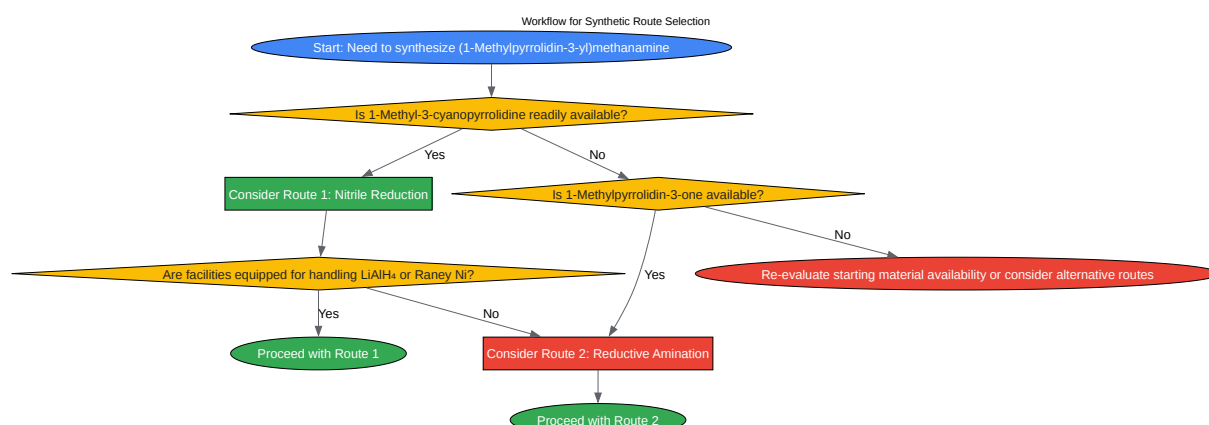 Workflow for Synthetic Route Selection
Start: Need to synthesize (1-Methylpyrrolidin-3-yl)methanamine
Is 1-Methyl-3-cyanopyrrolidine readily available?
Yes
No
Consider Route 1: Nitrile Reduction
Is 1-Methylpyrrolidin-3-one available?
No
Are facilities equipped for handling LiAlH₄ or Raney Ni?
Yes
Re-evaluate starting material availability or consider alternative routes
Yes
No
Proceed with Route 1
Consider Route 2: Reductive Amination
Proceed with Route 2